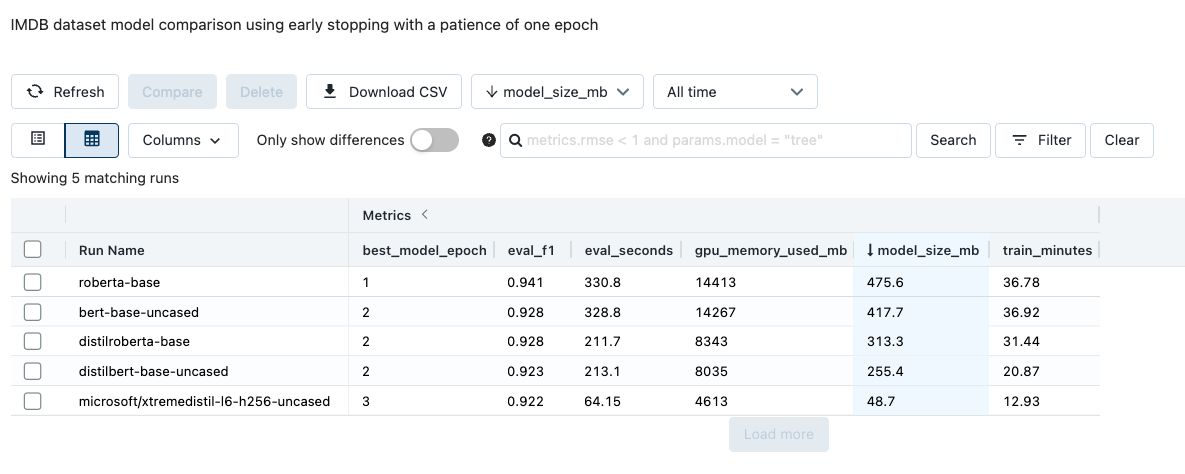 IMDB dataset model comparison using early stopping with a patience of one epoch
Refresh Compare Delete Download CSV ↓ model_size_mb All time
Columns Only show differences ? metrics.rmse < 1 and params.model = "tree" Search Filter Clear
Showing 5 matching runs
Metrics <
Run Name best_model_epoch eval_f1 eval_seconds gpu_memory_used_mb ↓ model_size_mb train_minutes
roberta-base 1 0.941 330.8 14413 475.6 36.78
bert-base-uncased 2 0.928 328.8 14267 417.7 36.92
distilroberta-base 2 0.928 211.7 8343 313.3 31.44
distilbert-base-uncased 2 0.923 213.1 8035 255.4 20.87
microsoft/xtremedistil-l6-h256-uncased 3 0.922 64.15 4613 48.7 12.93
Load more